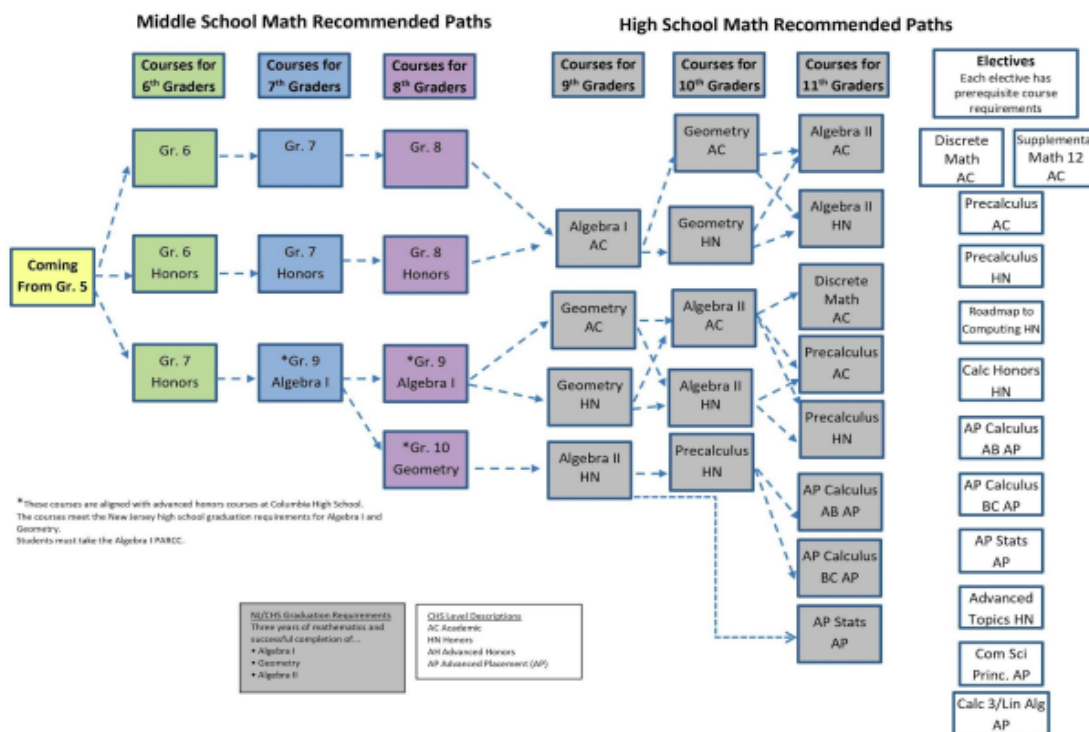 Middle School Math Recommended Paths
High School Math Recommended Paths
Courses for
6th Graders
Courses for
7th Graders
Courses for
8th Graders
Courses for
9th Graders
Courses for
10th Graders
Courses for
11th Graders
Electives
Each elective has
prerequisite course
requirements
Coming
From Gr. 5
Gr. 6
Gr. 7
Gr. 8
Gr. 6
Honors
Gr. 7
Honors
Gr. 8
Honors
Gr. 7
Honors
*Gr. 9
Algebra I
*Gr. 9
Algebra I
*Gr. 10
Geometry
Algebra I
AC
Geometry
AC
Geometry
HN
Algebra II
HN
Geometry
AC
Geometry
HN
Algebra II
AC
Algebra II
HN
Precalculus
HN
Algebra II
AC
Algebra II
HN
Discrete
Math
AC
Precalculus
AC
Precalculus
HN
AP Calculus
AB AP
AP Calculus
BC AP
AP Stats
AP
Discrete
Math
AC
Supplementa
Math 12
AC
Precalculus
AC
Precalculus
HN
Roadmap to
Computing HN
Calc Honors
HN
AP Calculus
AB AP
AP Calculus
BC AP
AP Stats
AP
Advanced
Topics HN
Com Sci
Princ. AP
Calc 3/Lin Alg
AP
*These courses are aligned with advanced honors courses at Columbia High School.
The courses meet the New Jersey high school graduation requirements for Algebra I and
Geometry.
Students must take the Algebra I PARCC.
NJ/CHS Graduation Requirements
Three years of mathematics and
successful completion of...
• Algebra I
• Geometry
• Algebra II
CHS Level Descriptions
AC Academic
HN Honors
AH Advanced Honors
AP Advanced Placement (AP)